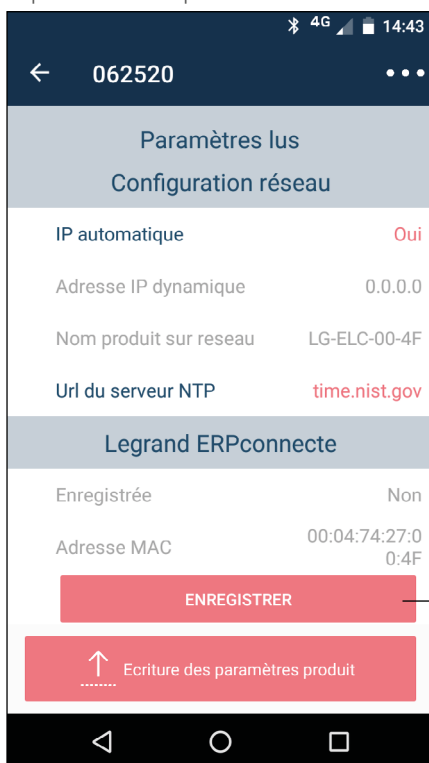 4G 14:43
062520
Paramètres lus
Configuration réseau
IP automatique Oui
Adresse IP dynamique 0.0.0.0
Nom produit sur reseau LG-ELC-00-4F
Url du serveur NTP time.nist.gov
Legrand ERPconnecte
Enregistrée Non
Adresse MAC 00:04:74:27:0
0:4F
ENREGISTRER
Ecriture des paramètres produit